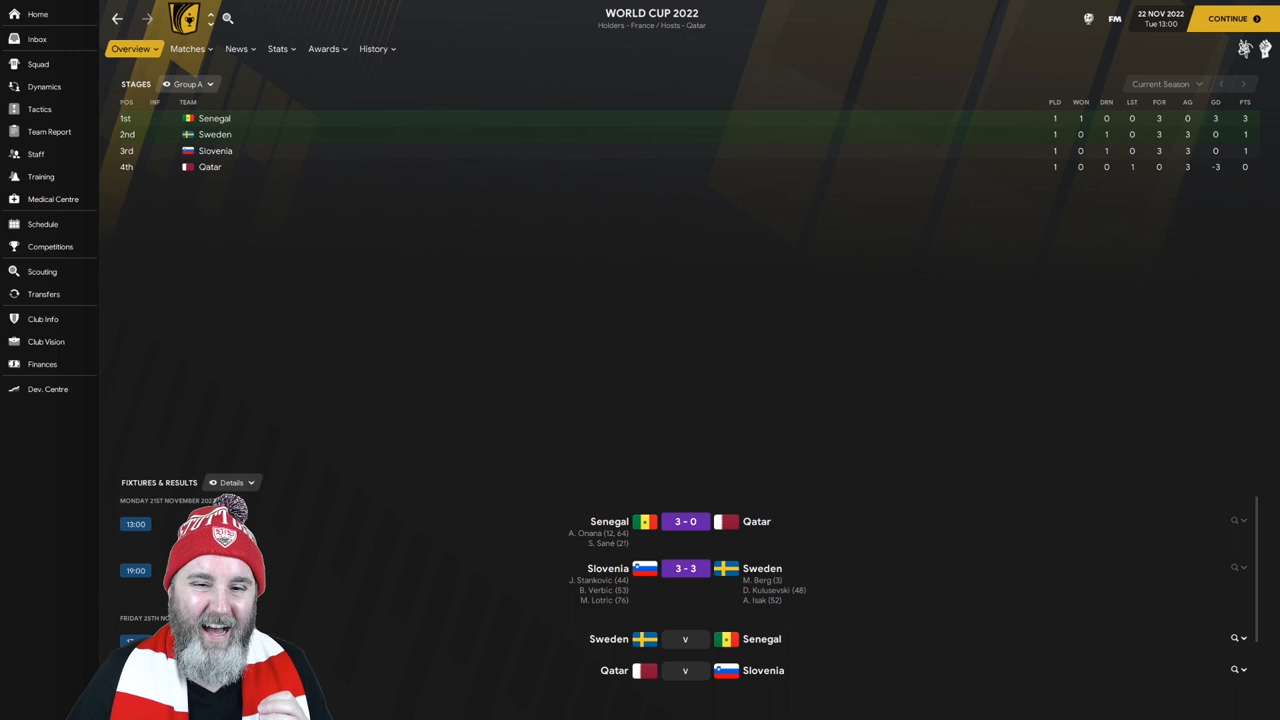 WORLD CUP 2022
Holders - France / Hosts - Qatar
FM
22 NOV 2022
Tue 13:00
CONTINUE
Home
Inbox
Squad
Dynamics
Tactics
Team Report
Staff
Training
Medical Centre
Schedule
Competitions
Scouting
Transfers
Club Info
Club Vision
Finances
Dev. Centre
Overview
Matches
News
Stats
Awards
History
STAGES
Group A
Current Season
POS INF TEAM PLD WON DRN LST FOR AG GD PTS
1st Senegal 1 1 0 0 3 0 3 3
2nd Sweden 1 0 1 0 3 3 0 1
3rd Slovenia 1 0 1 0 3 3 0 1
4th Qatar 1 0 0 1 0 3 -3 0
FIXTURES & RESULTS
Details
MONDAY 21ST NOVEMBER
13:00 Senegal 3 - 0 Qatar
A. Onana (12, 64)
S. Sané (21)
19:00 Slovenia 3 - 3 Sweden
J. Stankovic (44) M. Berg (3)
B. Verbic (53) D. Kulusevski (48)
M. Lotric (76) A. Isak (52)
FRIDAY 25TH
Sweden v Senegal
Qatar v Slovenia